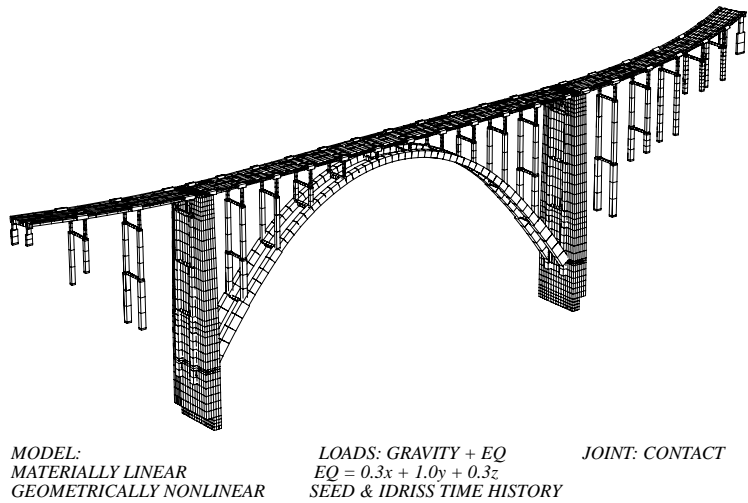 MODEL: LOADS: GRAVITY + EQ JOINT: CONTACT
MATERIALLY LINEAR EQ = 0.3x + 1.0y + 0.3z
GEOMETRICALLY NONLINEAR SEED & IDRISS TIME HISTORY